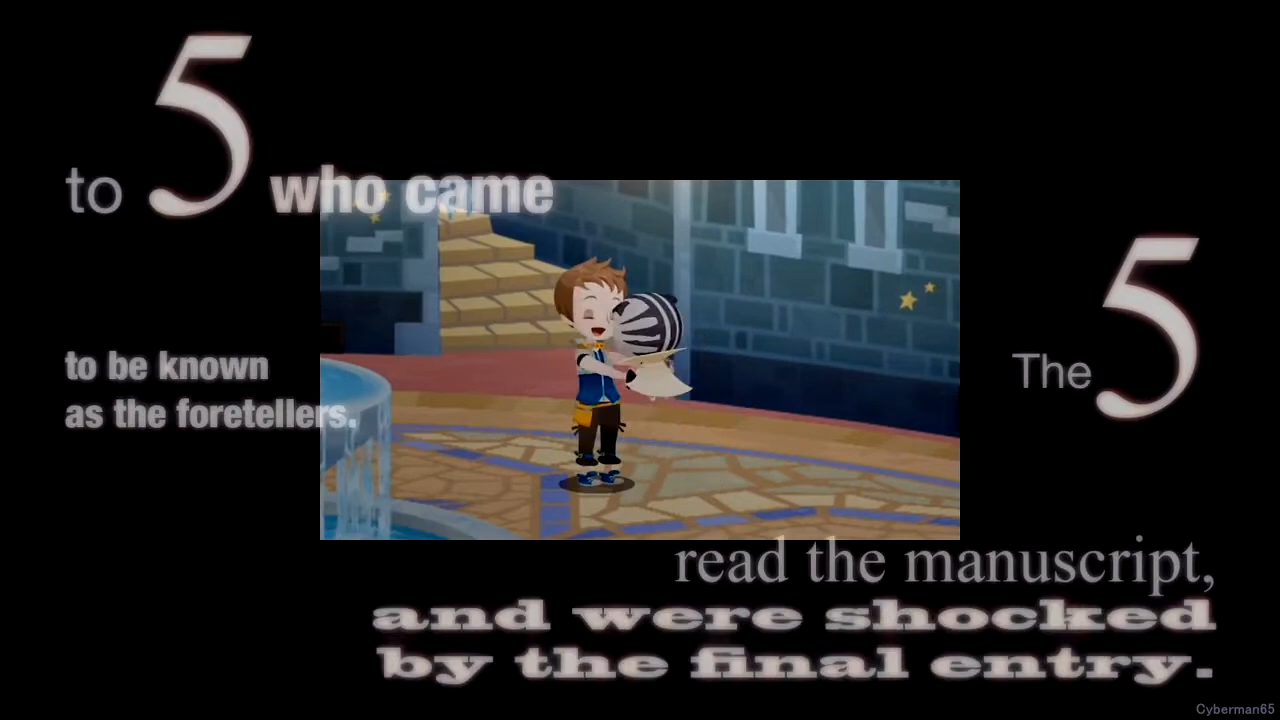 to 5 who came
to be known
as the foretellers.
The 5
read the manuscript,
and were shocked
by the final entry.
Cyberman65